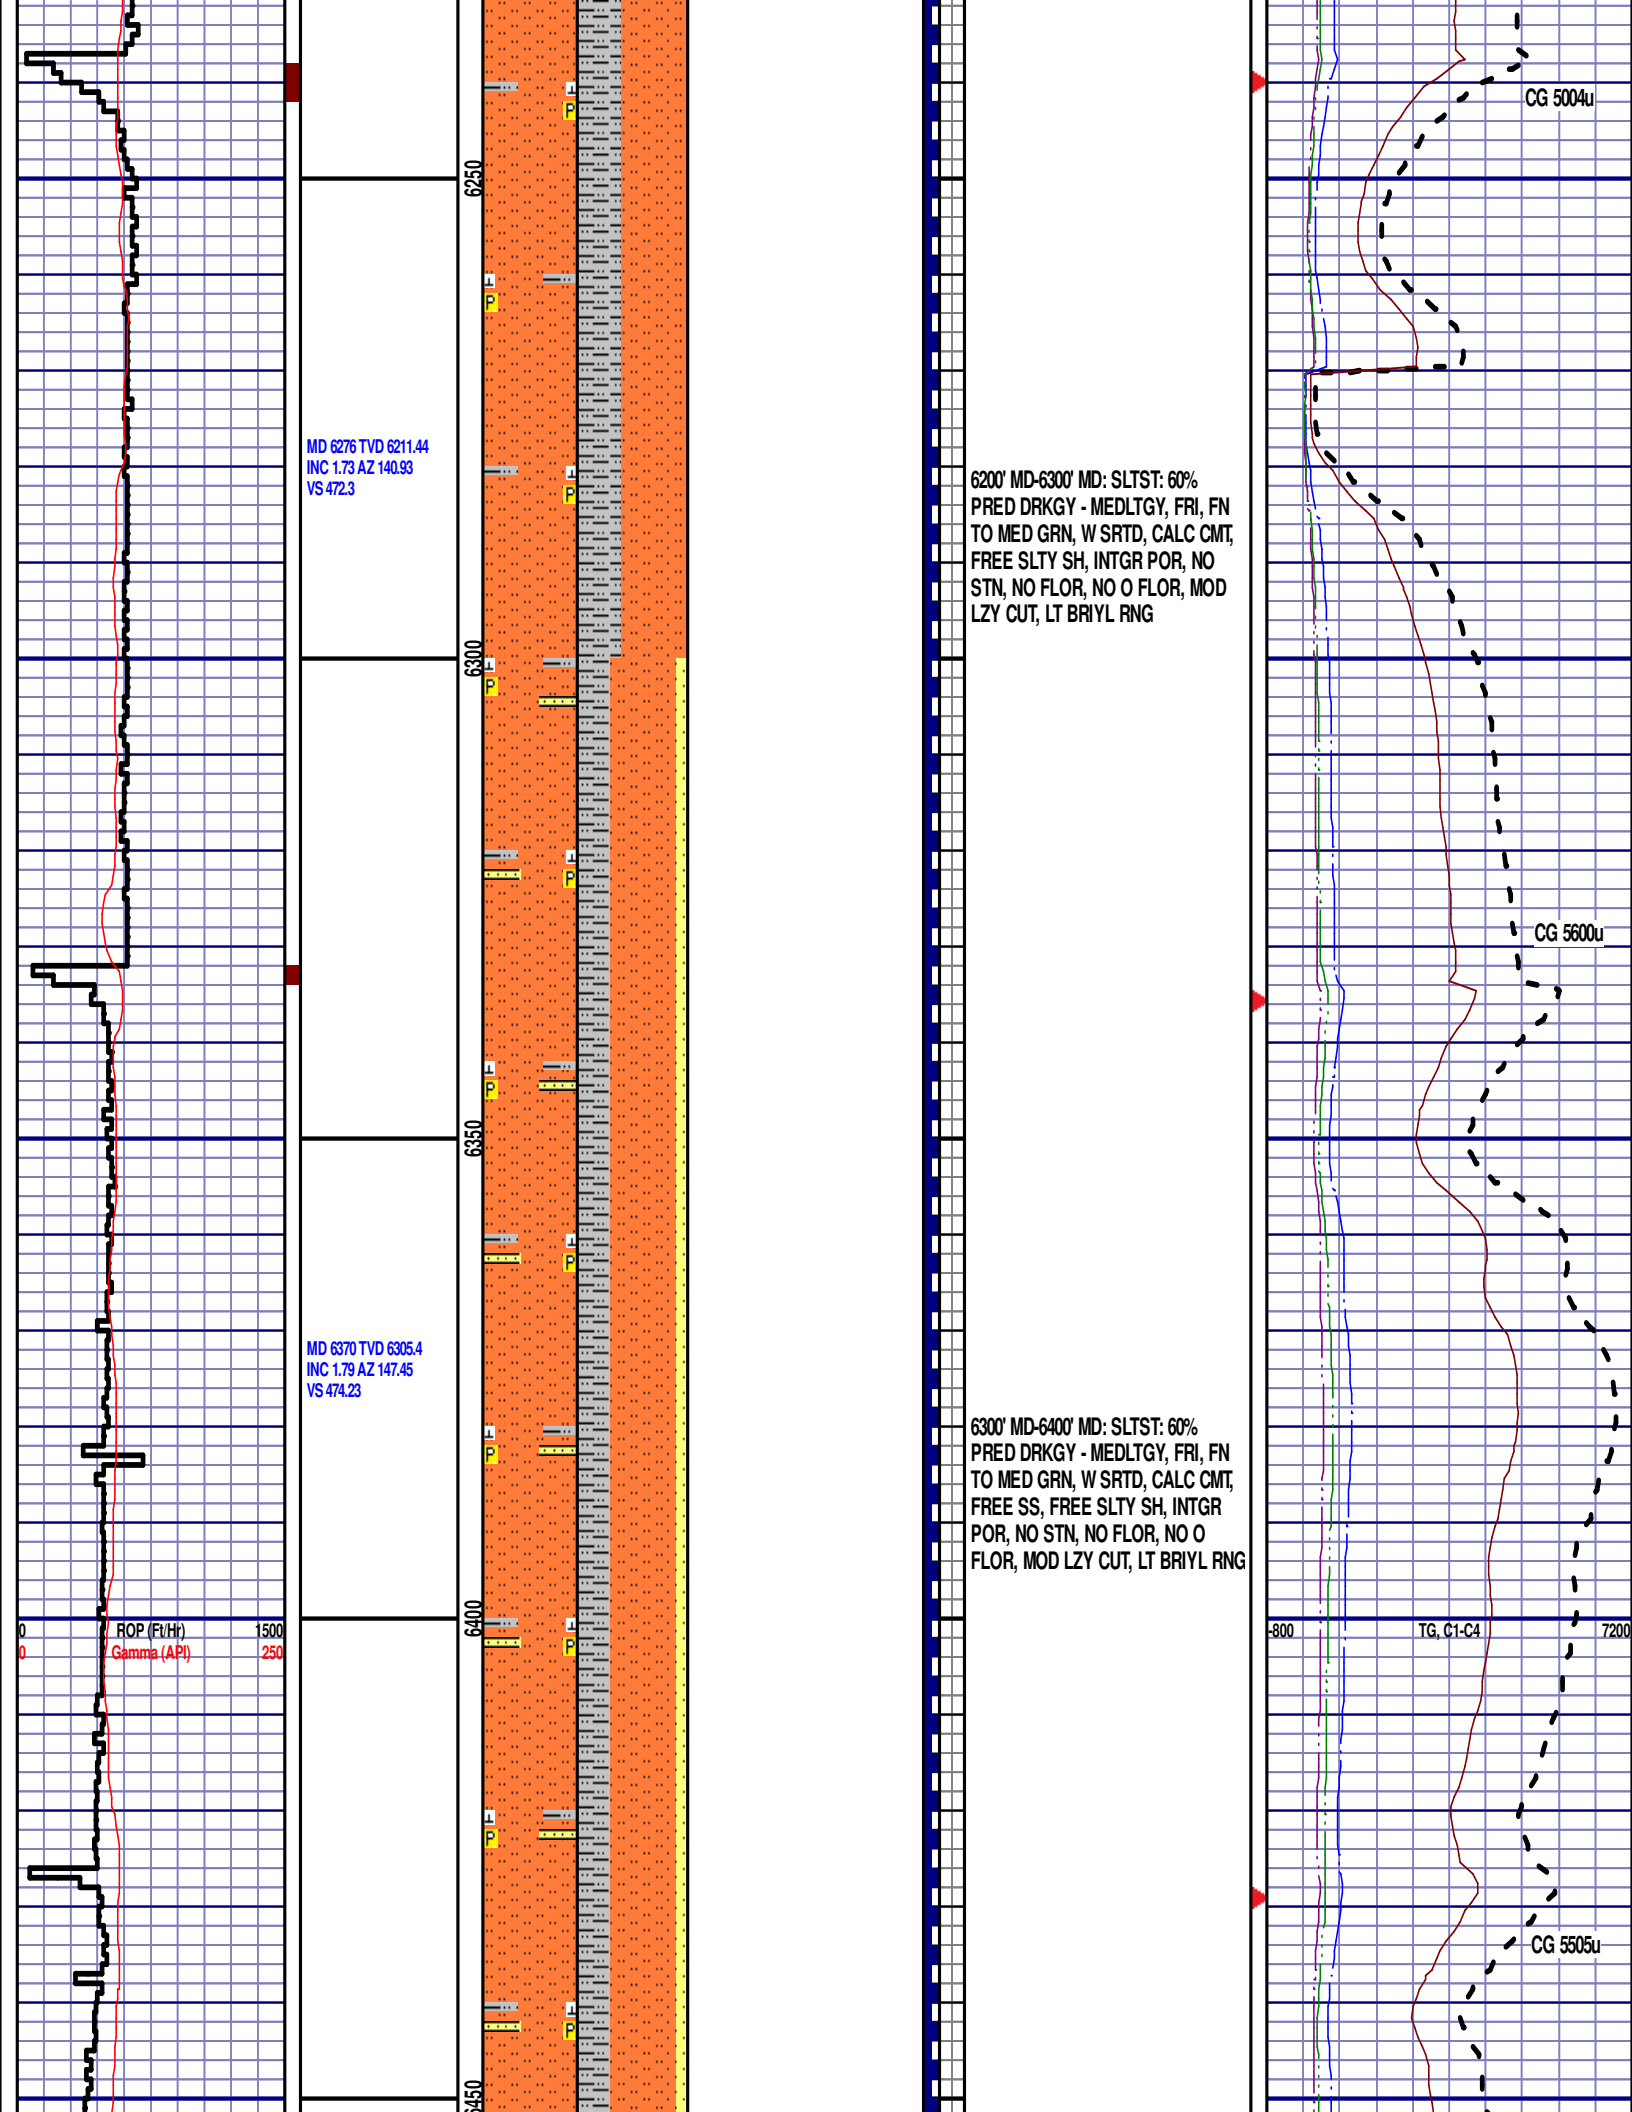 CG 5004u
6250
MD 6276 TVD 6211.44
INC 1.73 AZ 140.93
VS 472.3
6200' MD-6300' MD: SLTST: 60%
PRED DRKGY - MEDLTGY, FRI, FN
TO MED GRN, W SRTD, CALC CMT,
FREE SLTY SH, INTGR POR, NO
STN, NO FLOR, NO O FLOR, MOD
LZY CUT, LT BRIYL RNG
6300
CG 5600u
6350
MD 6370 TVD 6305.4
INC 1.79 AZ 147.45
VS 474.23
6300' MD-6400' MD: SLTST: 60%
PRED DRKGY - MEDLTGY, FRI, FN
TO MED GRN, W SRTD, CALC CMT,
FREE SS, FREE SLTY SH, INTGR
POR, NO STN, NO FLOR, NO O
FLOR, MOD LZY CUT, LT BRIYL RNG
6400
0 ROP (Ft/Hr) 1500
0 Gamma (API) 250
-800 TG, C1-C4 7200
CG 5505u
6450
P
P
P
P
P
P
P
P
P
P
P